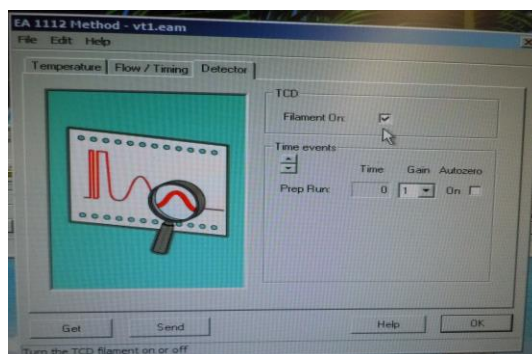 EA 1112 Method - vt1.eam
File Edit Help
Temperature Flow / Timing Detector
TCD
Filament On:
Time events
Time Gain Autozero
Prep Run: 0 1 On
Get Send Help OK
Turn the TCD filament on or off